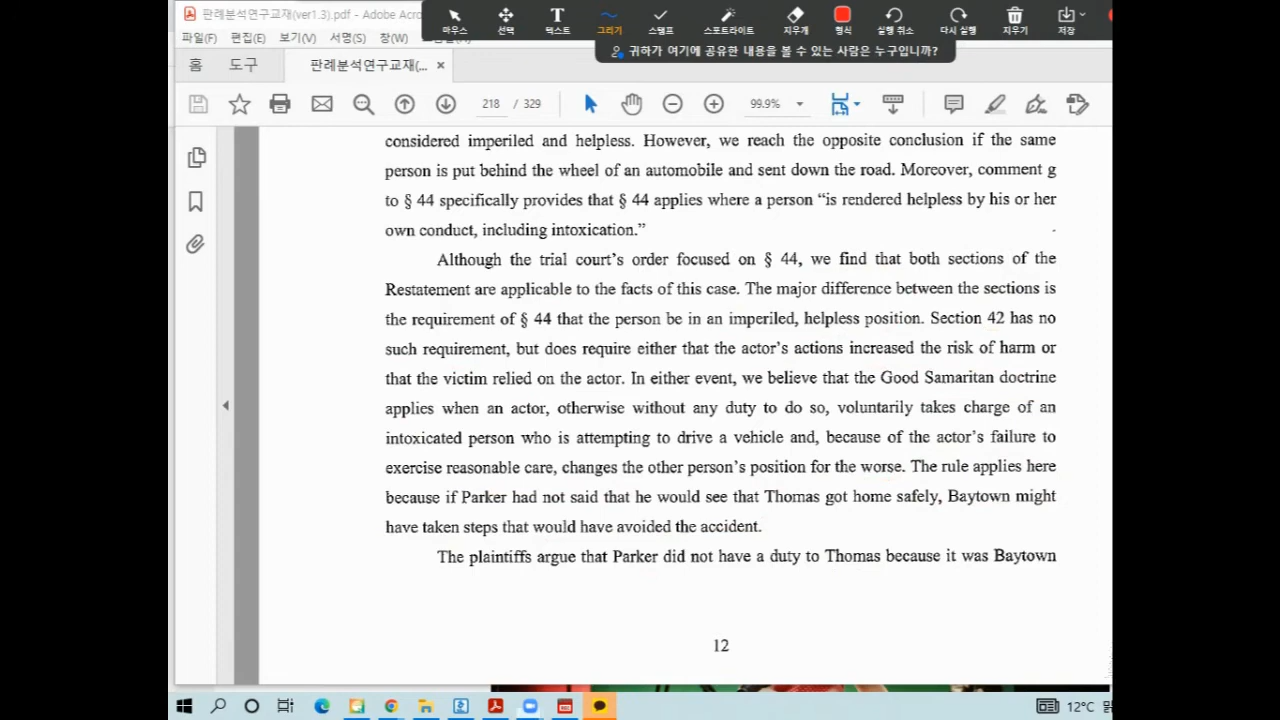 판례분석연구교재(ver1.3).pdf - Adobe Acro
마우스 선택 텍스트 그리기 스탬프 스포트라이트 지우개 형식 실행 취소 다시 실행 지우기 저장
파일(F) 편집(E) 보기(V) 서명(S) 창(W)
귀하가 여기에 공유한 내용을 볼 수 있는 사람은 누구입니까?
홈 도구 판례분석연구교재(... ×
218 / 329 99.9%
considered imperiled and helpless. However, we reach the opposite conclusion if the same
person is put behind the wheel of an automobile and sent down the road. Moreover, comment g
to § 44 specifically provides that § 44 applies where a person “is rendered helpless by his or her
own conduct, including intoxication.”
Although the trial court’s order focused on § 44, we find that both sections of the
Restatement are applicable to the facts of this case. The major difference between the sections is
the requirement of § 44 that the person be in an imperiled, helpless position. Section 42 has no
such requirement, but does require either that the actor’s actions increased the risk of harm or
that the victim relied on the actor. In either event, we believe that the Good Samaritan doctrine
applies when an actor, otherwise without any duty to do so, voluntarily takes charge of an
intoxicated person who is attempting to drive a vehicle and, because of the actor’s failure to
exercise reasonable care, changes the other person’s position for the worse. The rule applies here
because if Parker had not said that he would see that Thomas got home safely, Baytown might
have taken steps that would have avoided the accident.
The plaintiffs argue that Parker did not have a duty to Thomas because it was Baytown
12
12°C